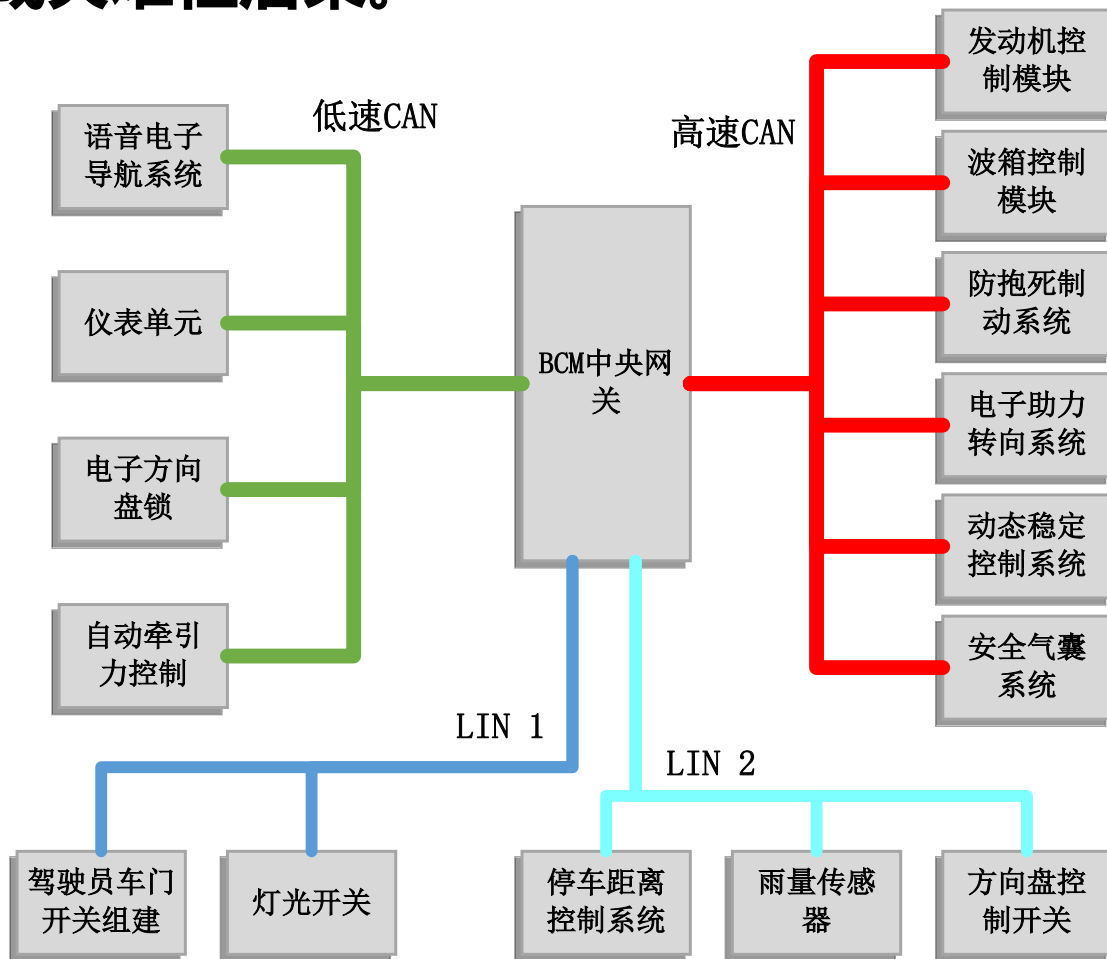 低速CAN
高速CAN
语音电子
导航系统
仪表单元
电子方向
盘锁
自动牵引
力控制
BCM中央网
关
发动机控
制模块
波箱控制
模块
防抱死制
动系统
电子助力
转向系统
动态稳定
控制系统
安全气囊
系统
LIN 1
LIN 2
驾驶员车门
开关组建
灯光开关
停车距离
控制系统
雨量传感
器
方向盘控
制开关